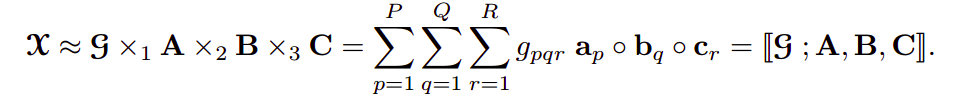 𝓧 ≈ 𝓖 ×₁ A ×₂ B ×₃ C = ∑_{p=1}^{P} ∑_{q=1}^{Q} ∑_{r=1}^{R} g_{pqr} a_p ∘ b_q ∘ c_r = ⟦𝓖 ; A, B, C⟧.